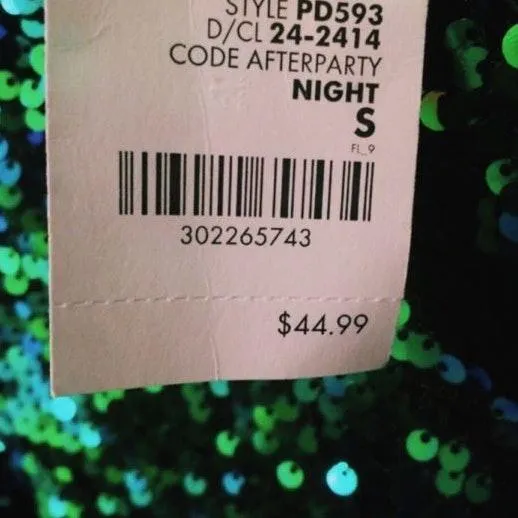 STYLE PD593
D/CL 24-2414
CODE AFTERPARTY
NIGHT
S
FL_9
302265743
$44.99